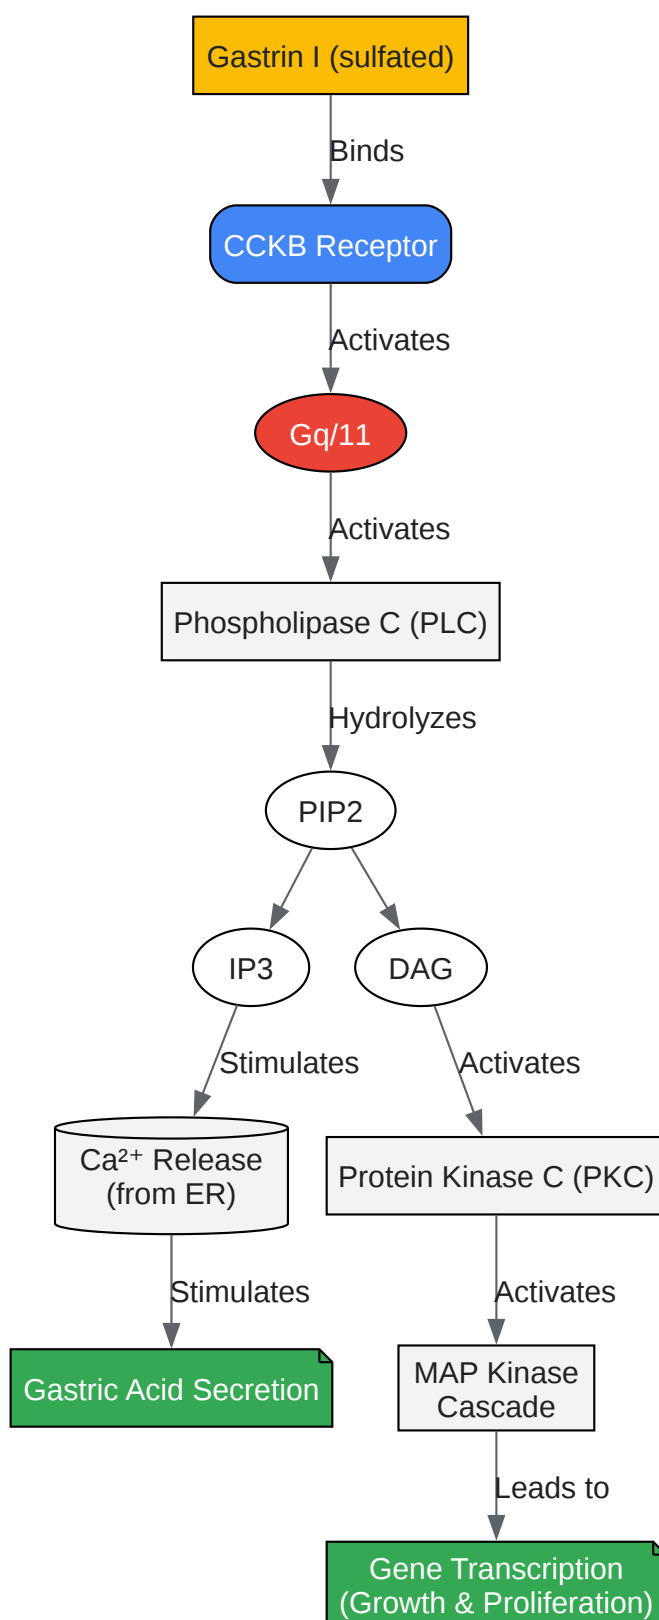 Gastrin I (sulfated)
Binds
CCKB Receptor
Activates
Gq/11
Activates
Phospholipase C (PLC)
Hydrolyzes
PIP2
IP3
DAG
Stimulates
Activates
Ca²⁺ Release
(from ER)
Protein Kinase C (PKC)
Stimulates
Activates
Gastric Acid Secretion
MAP Kinase
Cascade
Leads to
Gene Transcription
(Growth & Proliferation)